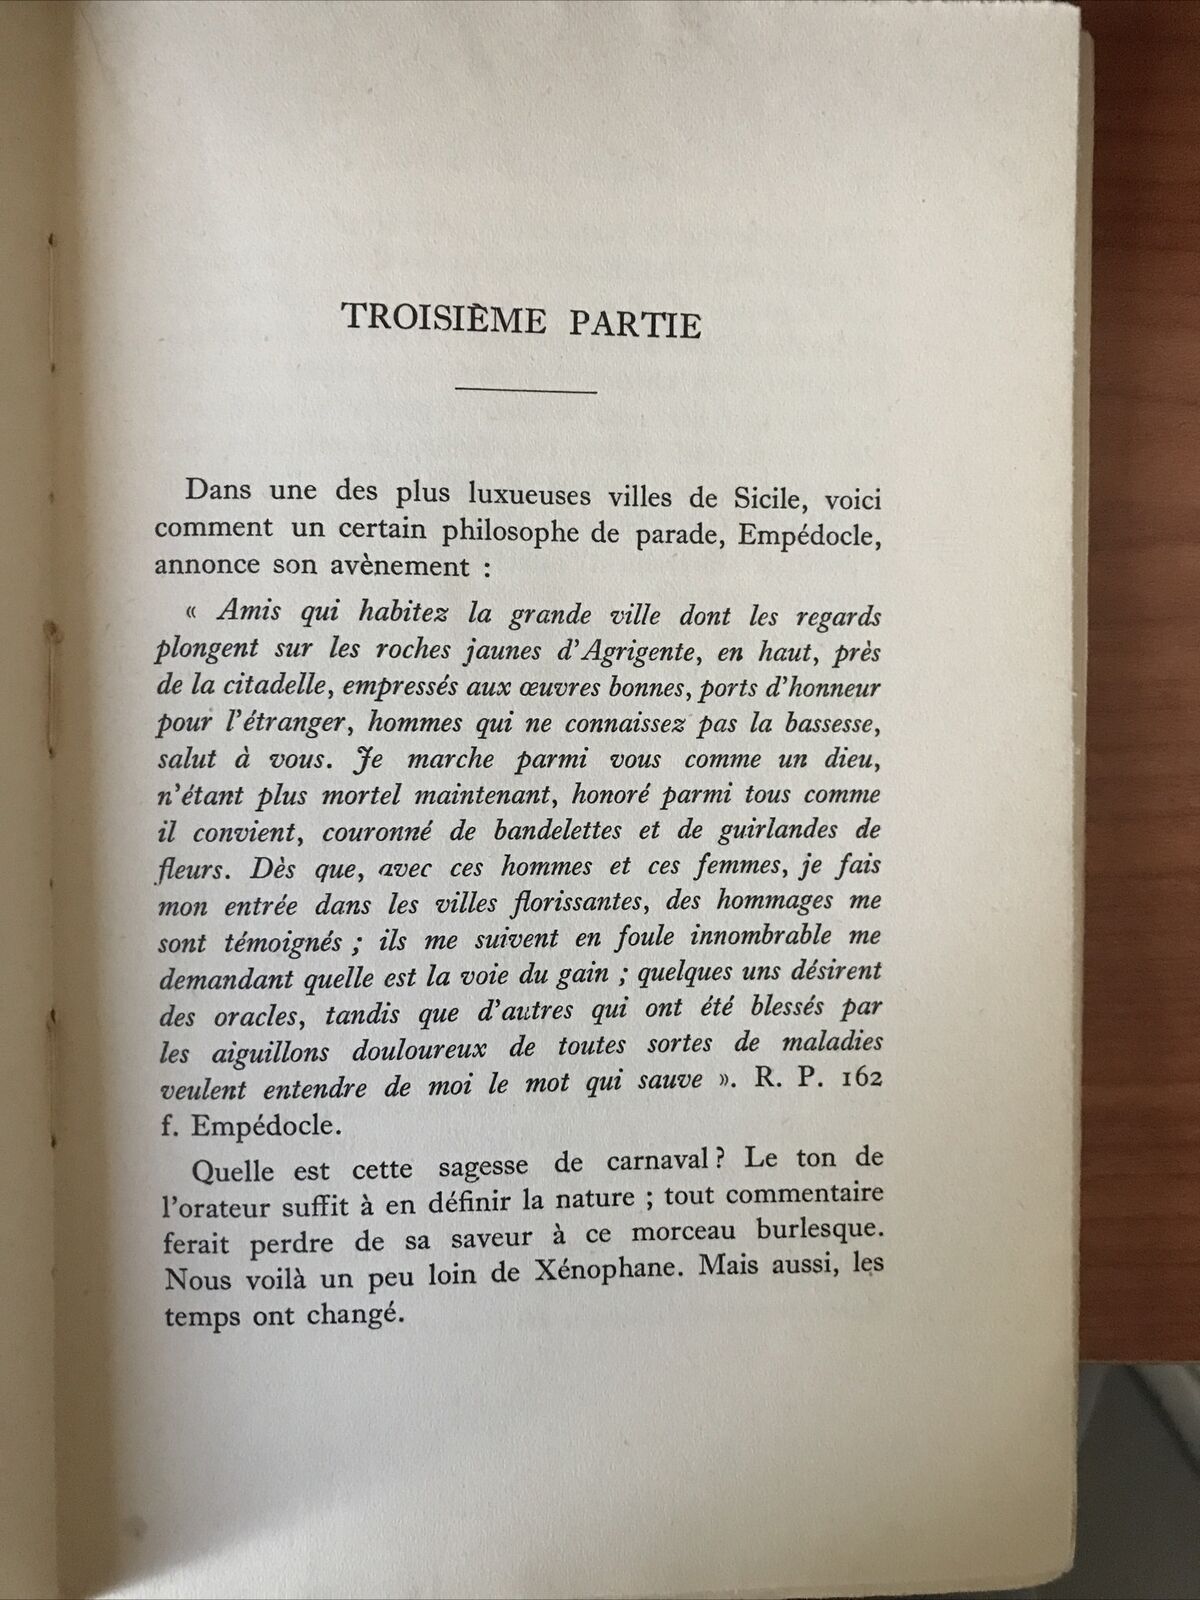 TROISIÈME PARTIE
Dans une des plus luxueuses villes de Sicile, voici
comment un certain philosophe de parade, Empédocle,
annonce son avènement :
« Amis qui habitez la grande ville dont les regards
plongent sur les roches jaunes d'Agrigente, en haut, près
de la citadelle, empressés aux œuvres bonnes, ports d'honneur
pour l'étranger, hommes qui ne connaissez pas la bassesse,
salut à vous. Je marche parmi vous comme un dieu,
n'étant plus mortel maintenant, honoré parmi tous comme
il convient, couronné de bandelettes et de guirlandes de
fleurs. Dès que, avec ces hommes et ces femmes, je fais
mon entrée dans les villes florissantes, des hommages me
sont témoignés ; ils me suivent en foule innombrable me
demandant quelle est la voie du gain ; quelques uns désirent
des oracles, tandis que d'autres qui ont été blessés par
les aiguillons douloureux de toutes sortes de maladies
veulent entendre de moi le mot qui sauve ». R. P. 162
f. Empédocle.
Quelle est cette sagesse de carnaval ? Le ton de
l'orateur suffit à en définir la nature ; tout commentaire
ferait perdre de sa saveur à ce morceau burlesque.
Nous voilà un peu loin de Xénophane. Mais aussi, les
temps ont changé.